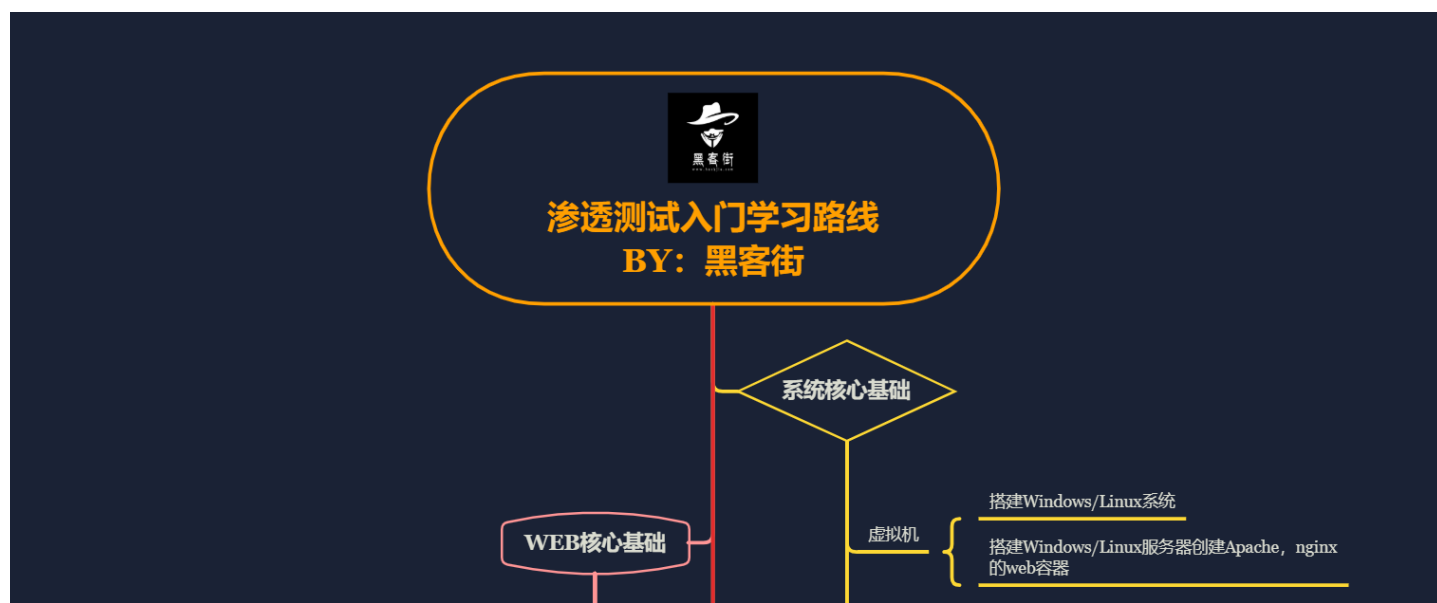 黑客街
渗透测试入门学习路线
BY：黑客街
系统核心基础
WEB核心基础
虚拟机
搭建Windows/Linux系统
搭建Windows/Linux服务器创建Apache，nginx
的web容器